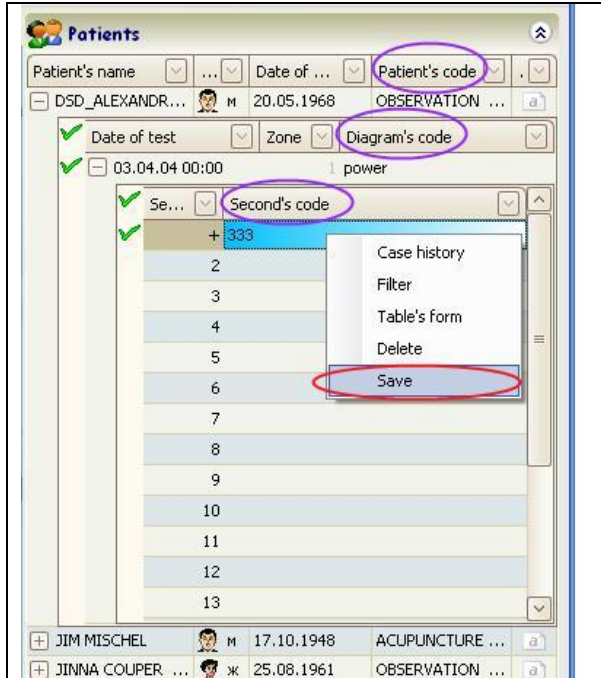 Patients
Patient's name ... Date of ... Patient's code .
DSD_ALEXANDR... м 20.05.1968 OBSERVATION ... a
Date of test Zone Diagram's code
03.04.04 00:00 1 power
Se... Second's code
+ 333
Case history
2
Filter
3
Table's form
4
Delete
5
Save
6
7
8
9
10
11
12
13
JIM MISCHEL м 17.10.1948 ACUPUNCTURE ... a
JINNA COUPER ... ж 25.08.1961 OBSERVATION ... a